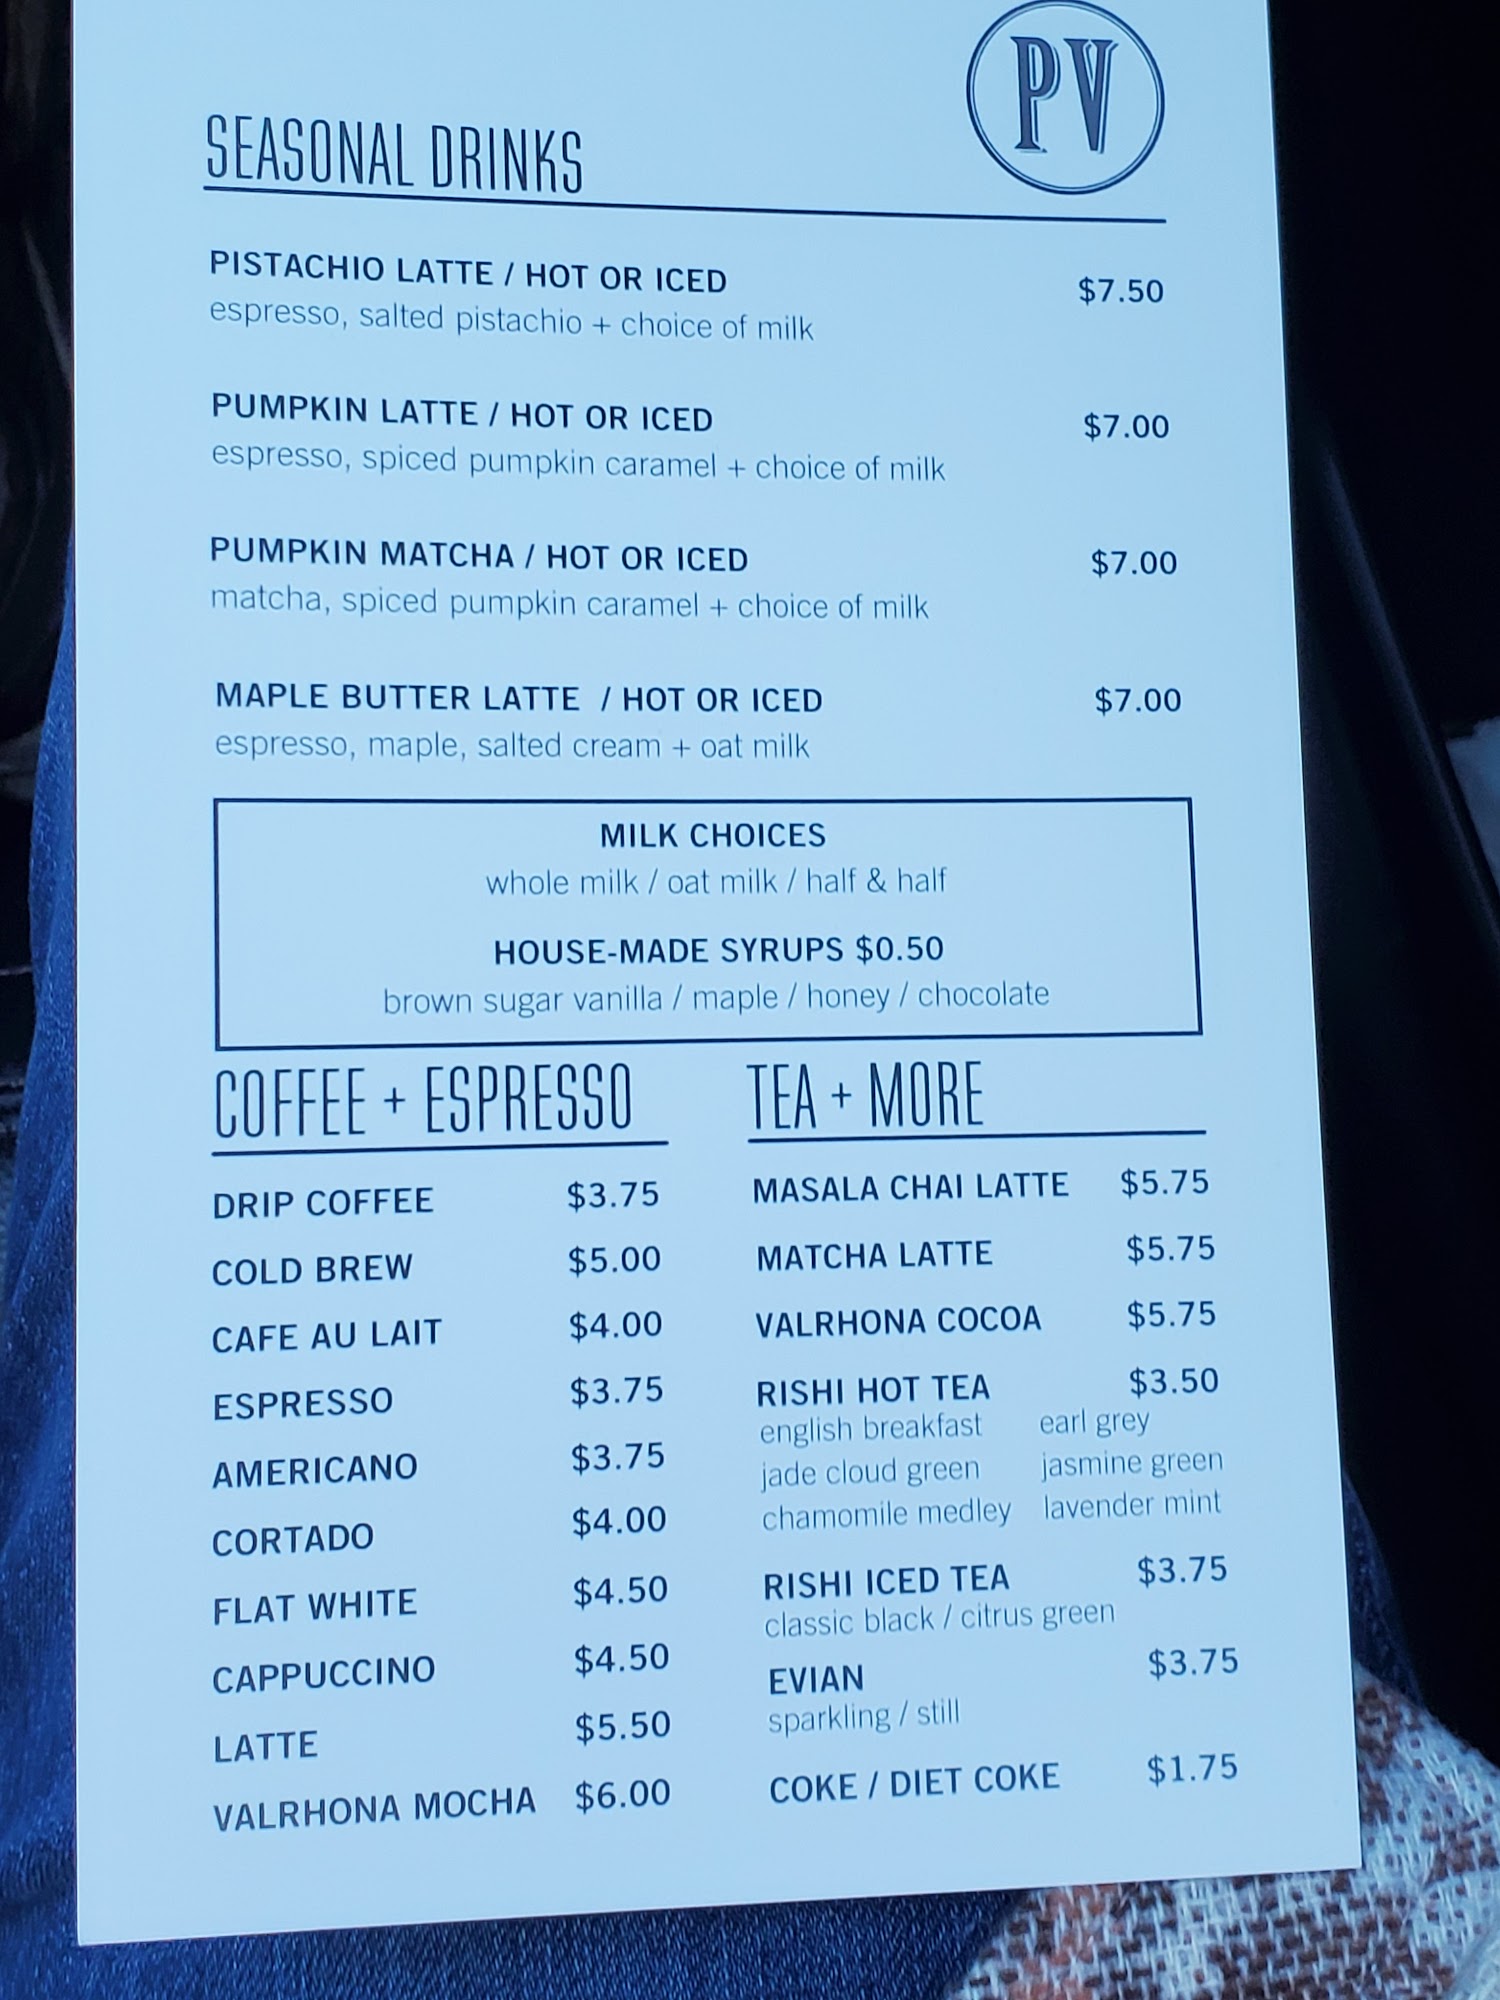 PV
SEASONAL DRINKS
PISTACHIO LATTE / HOT OR ICED $7.50
espresso, salted pistachio + choice of milk
PUMPKIN LATTE / HOT OR ICED $7.00
espresso, spiced pumpkin caramel + choice of milk
PUMPKIN MATCHA / HOT OR ICED $7.00
matcha, spiced pumpkin caramel + choice of milk
MAPLE BUTTER LATTE / HOT OR ICED $7.00
espresso, maple, salted cream + oat milk
MILK CHOICES
whole milk / oat milk / half & half
HOUSE-MADE SYRUPS $0.50
brown sugar vanilla / maple / honey / chocolate
COFFEE + ESPRESSO
DRIP COFFEE $3.75
COLD BREW $5.00
CAFE AU LAIT $4.00
ESPRESSO $3.75
AMERICANO $3.75
CORTADO $4.00
FLAT WHITE $4.50
CAPPUCCINO $4.50
LATTE $5.50
VALRHONA MOCHA $6.00
TEA + MORE
MASALA CHAI LATTE $5.75
MATCHA LATTE $5.75
VALRHONA COCOA $5.75
RISHI HOT TEA $3.50
english breakfast earl grey
jade cloud green jasmine green
chamomile medley lavender mint
RISHI ICED TEA $3.75
classic black / citrus green
EVIAN $3.75
sparkling / still
COKE / DIET COKE $1.75